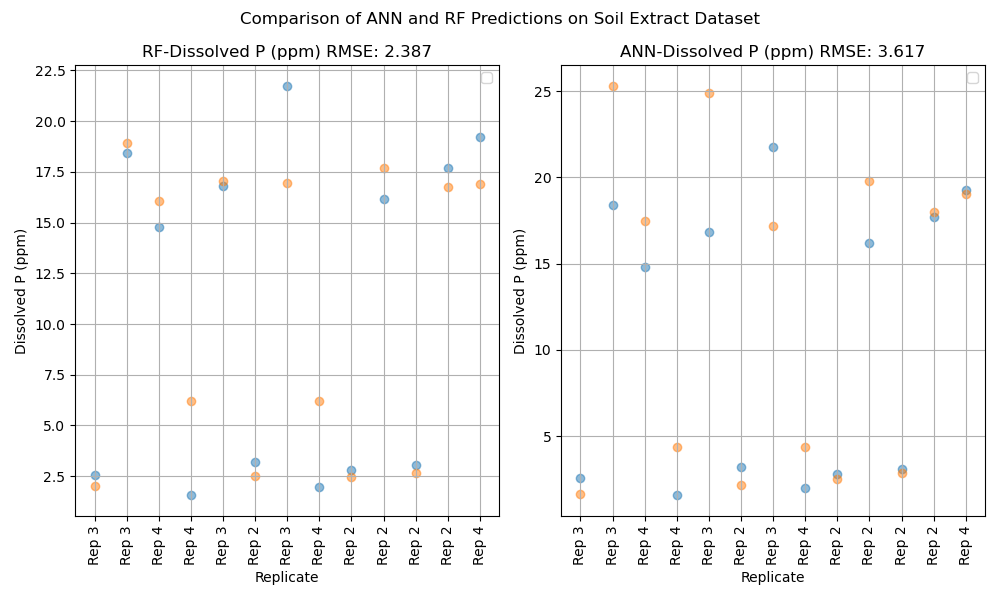 Comparison of ANN and RF Predictions on Soil Extract Dataset
RF-Dissolved P (ppm) RMSE: 2.387
Dissolved P (ppm)
22.5
20.0
17.5
15.0
12.5
10.0
7.5
5.0
2.5
Rep 3
Rep 3
Rep 4
Rep 4
Rep 3
Rep 2
Rep 3
Rep 4
Rep 2
Rep 2
Rep 2
Rep 2
Rep 4
Replicate
ANN-Dissolved P (ppm) RMSE: 3.617
Dissolved P (ppm)
25
20
15
10
5
Rep 3
Rep 3
Rep 4
Rep 4
Rep 3
Rep 2
Rep 3
Rep 4
Rep 2
Rep 2
Rep 2
Rep 2
Rep 4
Replicate